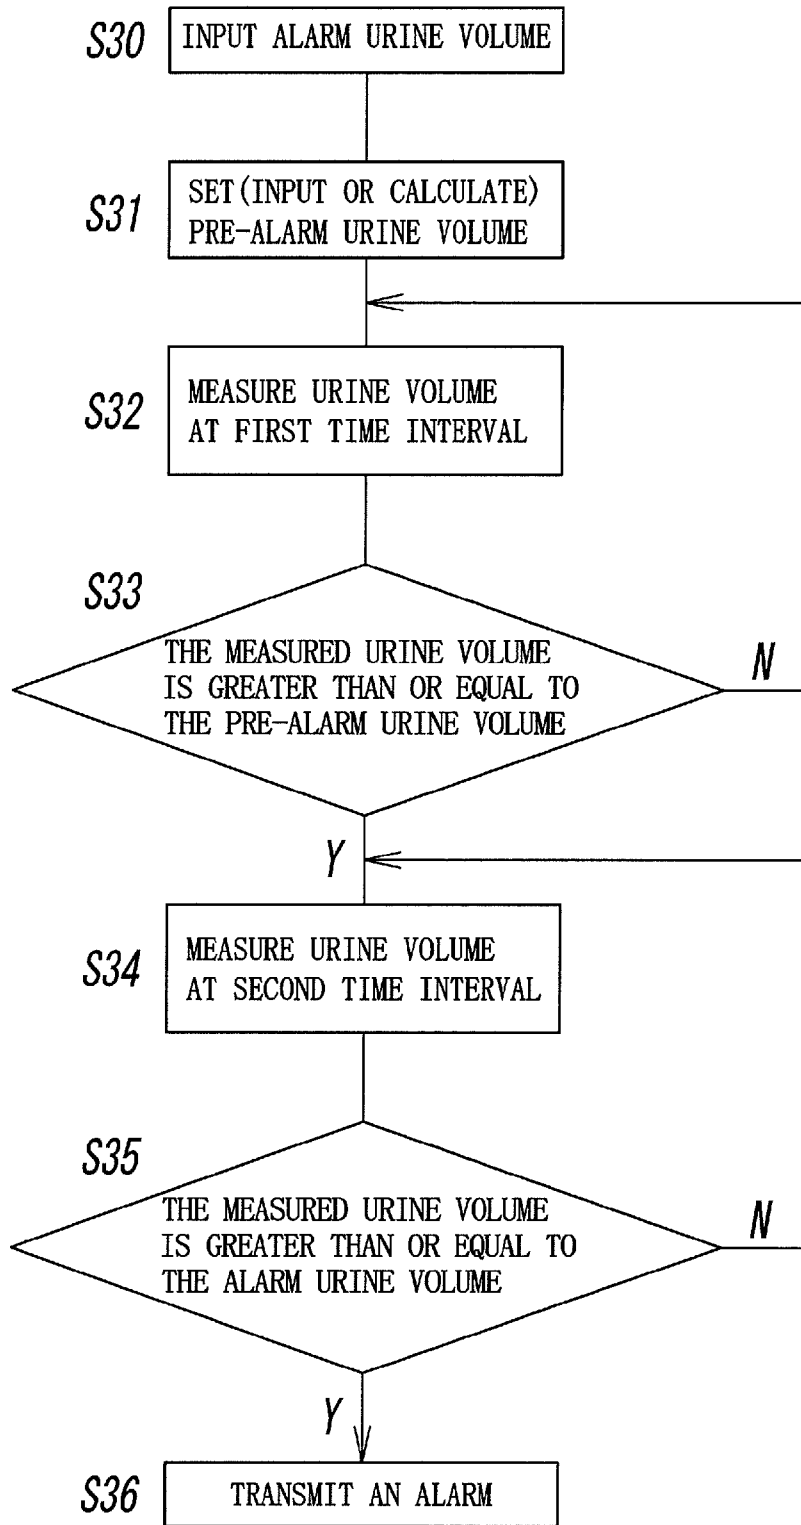 S30
INPUT ALARM URINE VOLUME
S31
SET(INPUT OR CALCULATE)
PRE-ALARM URINE VOLUME
S32
MEASURE URINE VOLUME
AT FIRST TIME INTERVAL
S33
THE MEASURED URINE VOLUME
IS GREATER THAN OR EQUAL TO
THE PRE-ALARM URINE VOLUME
N
Y
S34
MEASURE URINE VOLUME
AT SECOND TIME INTERVAL
S35
THE MEASURED URINE VOLUME
IS GREATER THAN OR EQUAL TO
THE ALARM URINE VOLUME
N
Y
S36
TRANSMIT AN ALARM